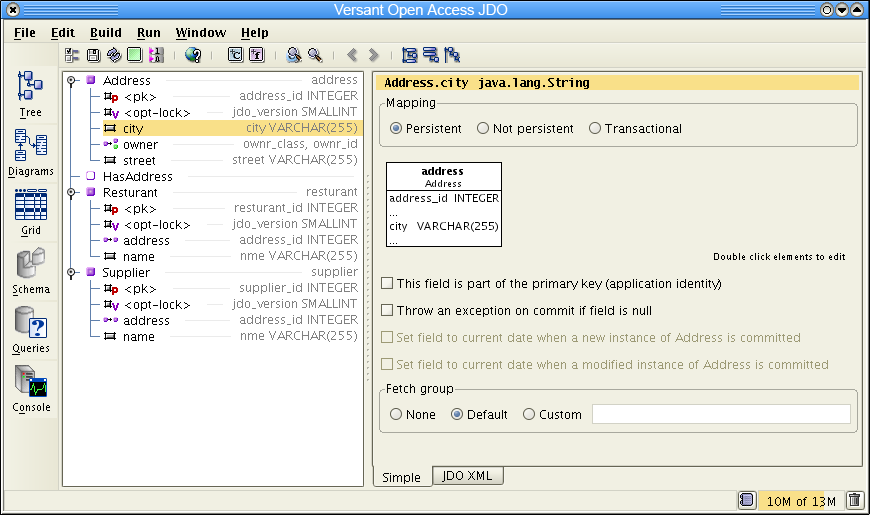 Versant Open Access JDO
File Edit Build Run Window Help
Tree
Diagrams
Grid
Schema
Queries
Console
Address address
<pk> address_id INTEGER
<opt-lock> jdo_version SMALLINT
city city VARCHAR(255)
owner ownr_class, ownr_id
street street VARCHAR(255)
HasAddress
Resturant resturant
<pk> resturant_id INTEGER
<opt-lock> jdo_version SMALLINT
address address_id INTEGER
name nme VARCHAR(255)
Supplier supplier
<pk> supplier_id INTEGER
<opt-lock> jdo_version SMALLINT
address address_id INTEGER
name nme VARCHAR(255)
Address.city java.lang.String
Mapping
Persistent Not persistent Transactional
address
Address
address_id INTEGER
...
city VARCHAR(255)
...
Double click elements to edit
This field is part of the primary key (application identity)
Throw an exception on commit if field is null
Set field to current date when a new instance of Address is committed
Set field to current date when a modified instance of Address is committed
Fetch group
None Default Custom
Simple JDO XML
10M of 13M